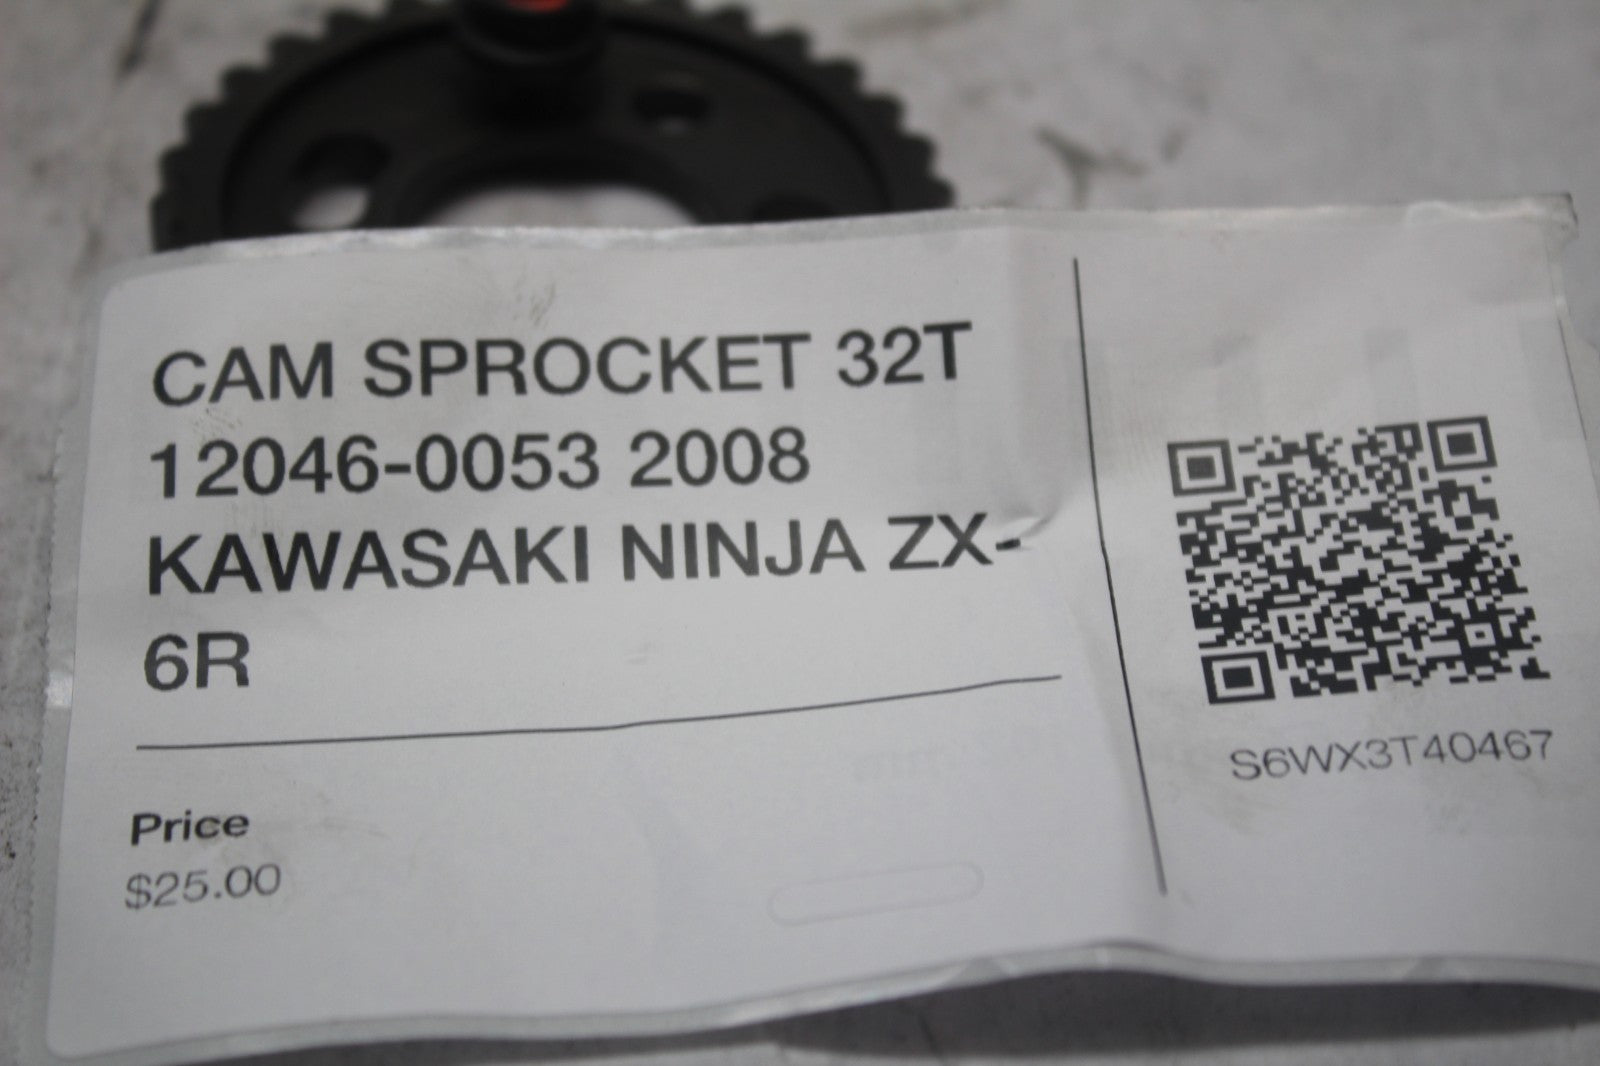 CAM SPROCKET 32T
12046-0053 2008
KAWASAKI NINJA ZX-
6R
Price
$25.00
S6WX3T40467